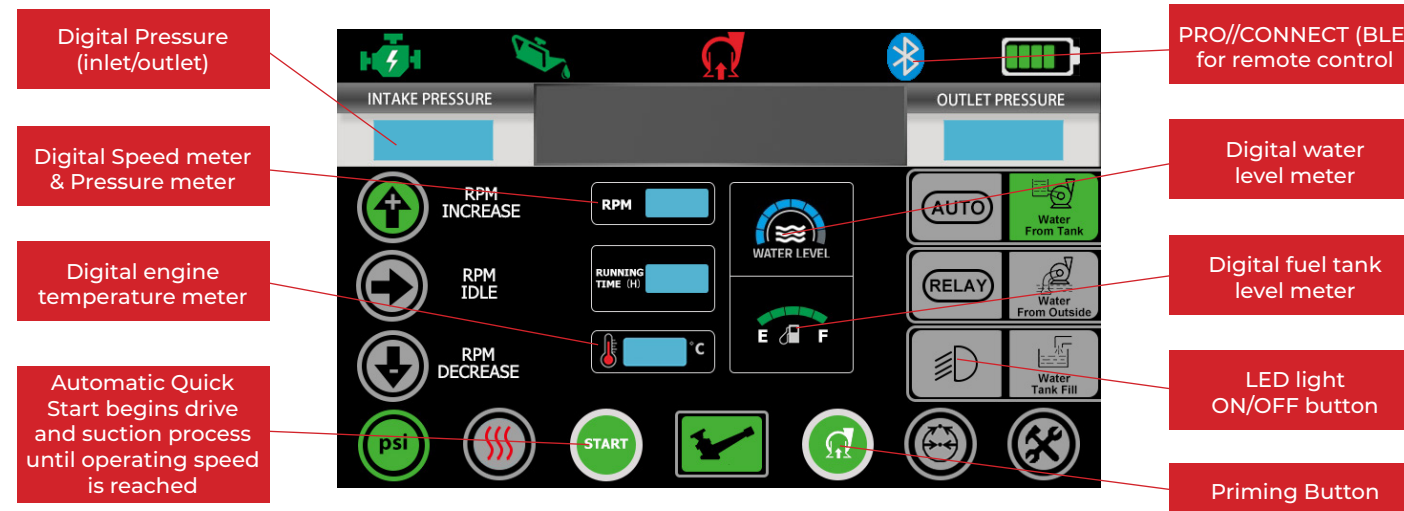 Digital Pressure
(inlet/outlet)
Digital Speed meter
& Pressure meter
Digital engine
temperature meter
Automatic Quick
Start begins drive
and suction process
until operating speed
is reached
INTAKE PRESSURE
OUTLET PRESSURE
+
RPM
INCREASE
RPM
IDLE
-
RPM
DECREASE
RPM
RUNNING
TIME (H)
°C
WATER LEVEL
E F
AUTO
Water
From Tank
RELAY
Water
From Outside
Water
Tank Fill
psi
START
PRO//CONNECT (BLE
for remote control
Digital water
level meter
Digital fuel tank
level meter
LED light
ON/OFF button
Priming Button